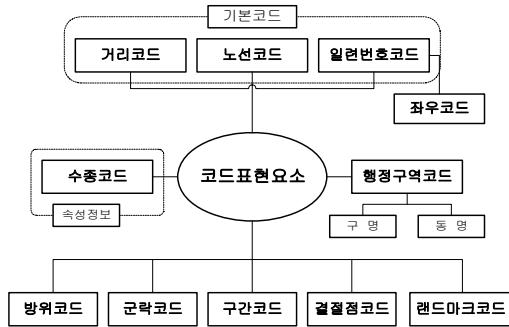 기본코드
거리코드
노선코드
일련번호코드
좌우코드
수종코드
코드표현요소
행정구역코드
속성정보
구 명
동 명
방위코드
군락코드
구간코드
결절점코드
랜드마크코드